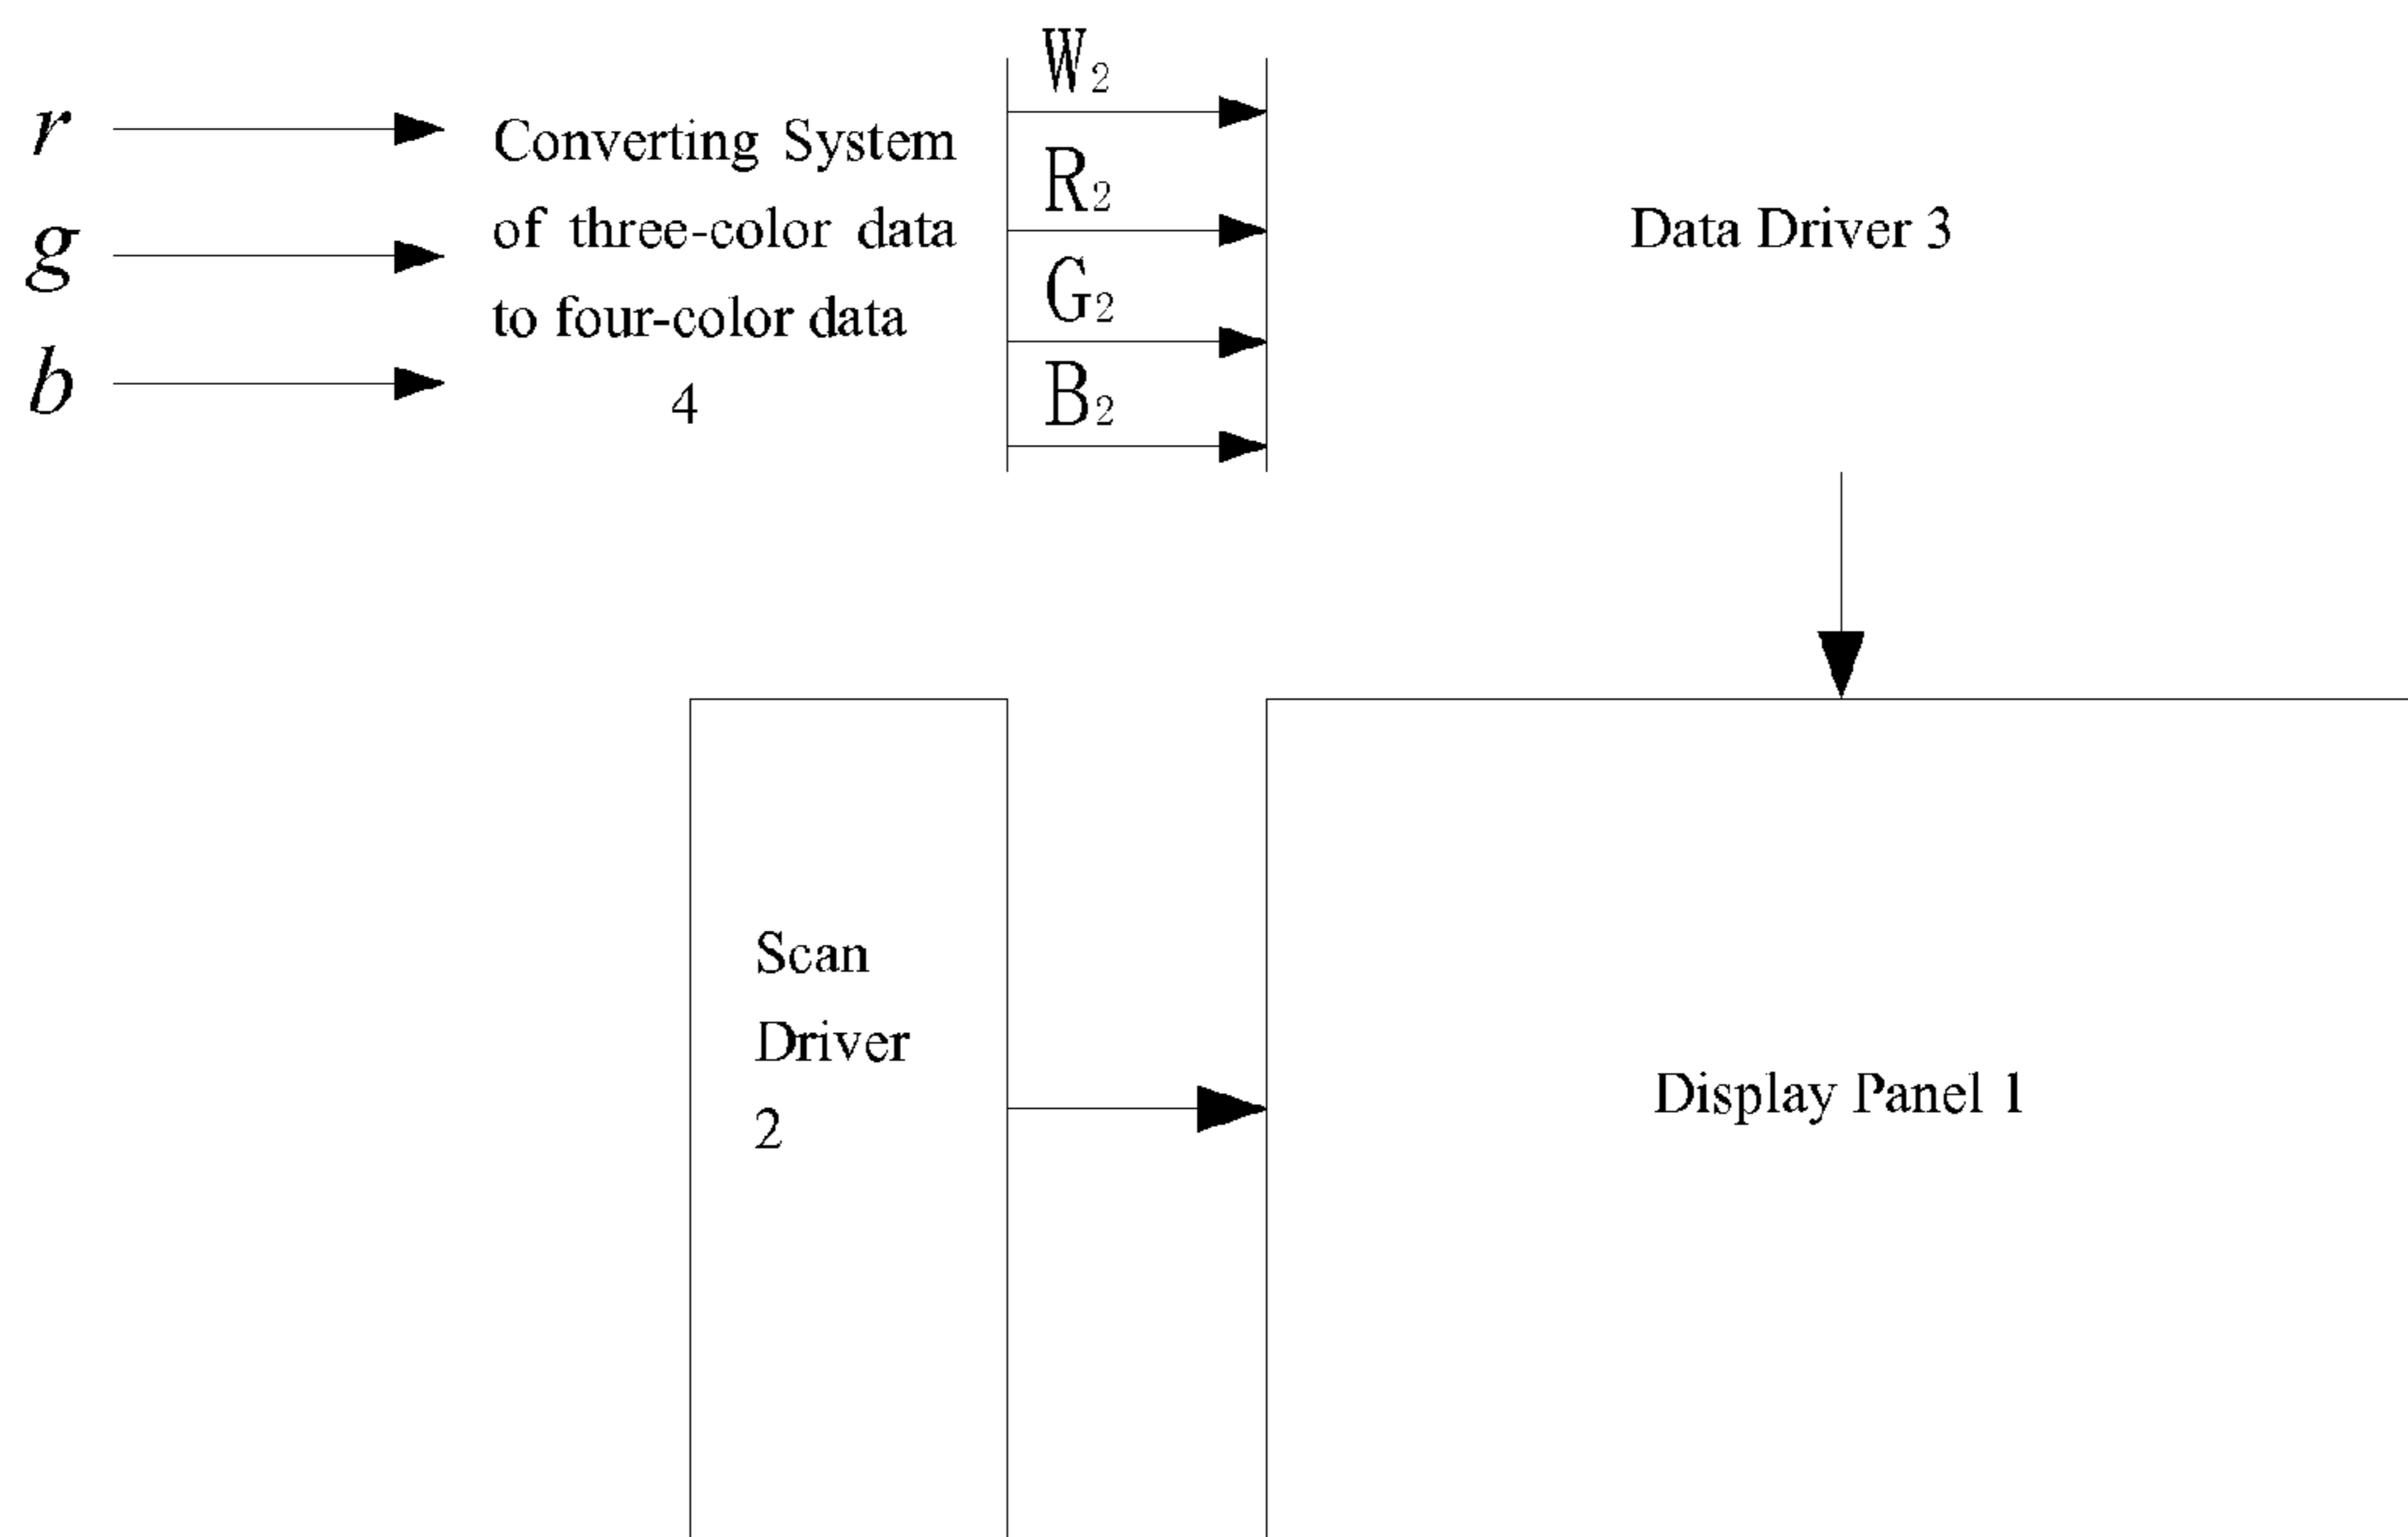 r
g
b
Converting System
of three-color data
to four-color data
4
W₂
R₂
G₂
B₂
Data Driver 3
Scan
Driver
2
Display Panel 1